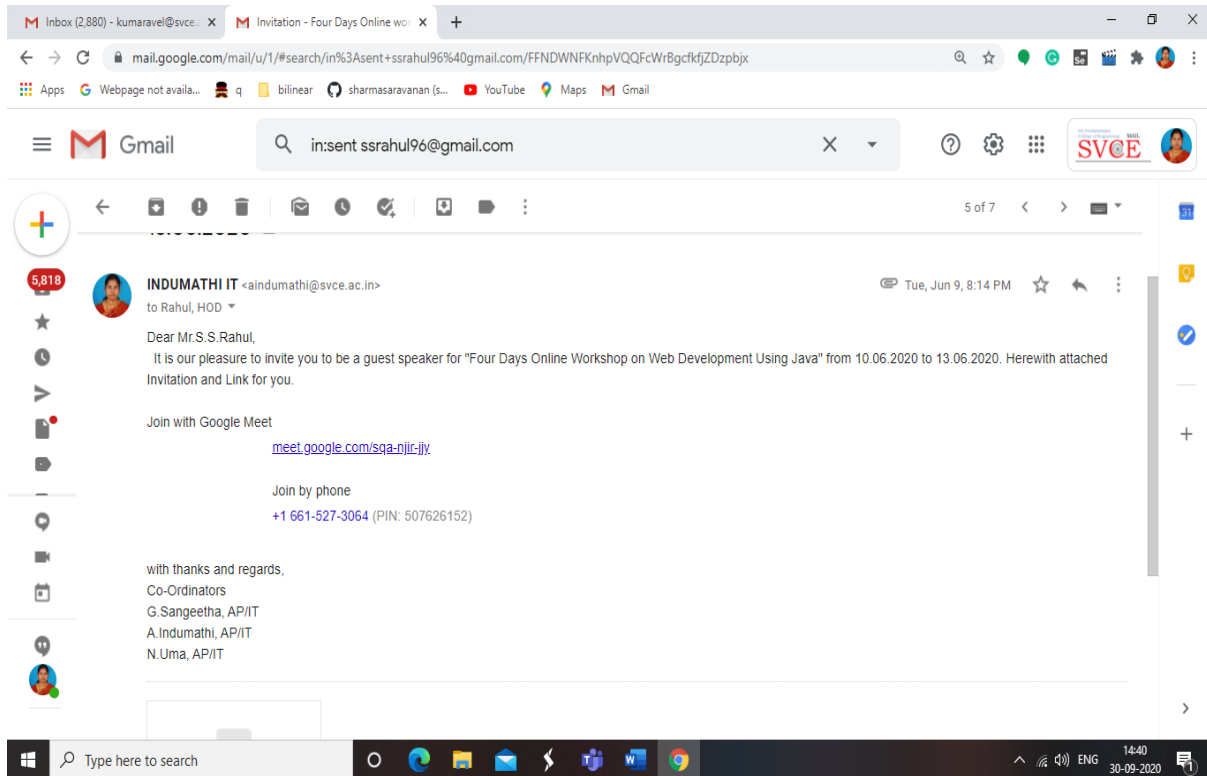 Inbox (2,880) - kumaravel@svce.a
Invitation - Four Days Online wor
mail.google.com/mail/u/1/#search/in%3Asent+ssrahul96%40gmail.com/FFNDWNFKnhpVQQFcWrBgcfkfjZDzpbjx
Apps G Webpage not availa... q bilinear sharmasaravanan (s... YouTube Maps M Gmail
Gmail
in:sent ssrahul96@gmail.com
MAIL
SVCE
5 of 7
31
5,818
INDUMATHI IT <aindumathi@svce.ac.in>
Tue, Jun 9, 8:14 PM
to Rahul, HOD
Dear Mr.S.S.Rahul,
It is our pleasure to invite you to be a guest speaker for "Four Days Online Workshop on Web Development Using Java" from 10.06.2020 to 13.06.2020. Herewith attached
Invitation and Link for you.
Join with Google Meet
meet.google.com/sqa-njir-jjy
Join by phone
+1 661-527-3064 (PIN: 507626152)
with thanks and regards,
Co-Ordinators
G.Sangeetha, AP/IT
A.Indumathi, AP/IT
N.Uma, AP/IT
Type here to search
ENG
14:40
30-09-2020